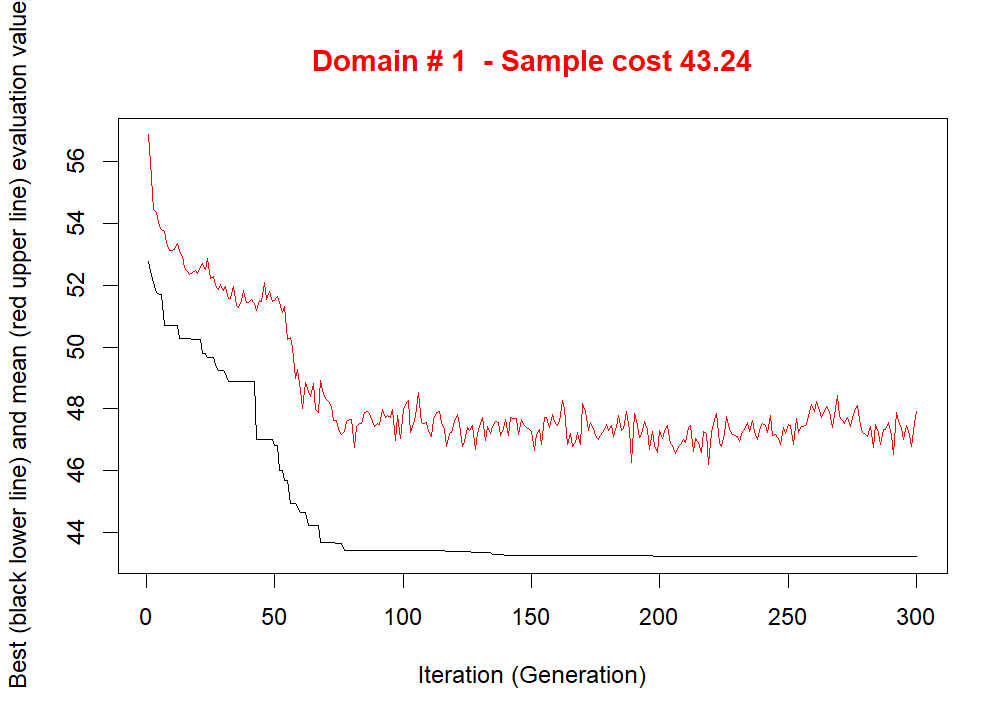 Domain # 1  - Sample cost 43.24
Best (black lower line) and mean (red upper line) evaluation value
56
54
52
50
48
46
44
0 50 100 150 200 250 300
Iteration (Generation)